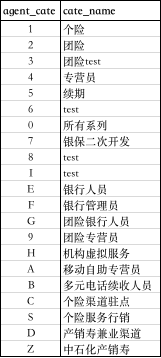 agent_cate cate_name
1 个险
2 团险
3 团险test
4 专营员
5 续期
6 test
0 所有系列
7 银保二次开发
8 test
I test
E 银行人员
F 银行管理员
G 团险银行人员
9 团险专营员
H 机构虚拟服务
A 移动自助专营员
B 多元电话续收人员
C 个险渠道驻点
S 个险服务行销
D 产销寿兼业渠道
Z 中石化产销寿